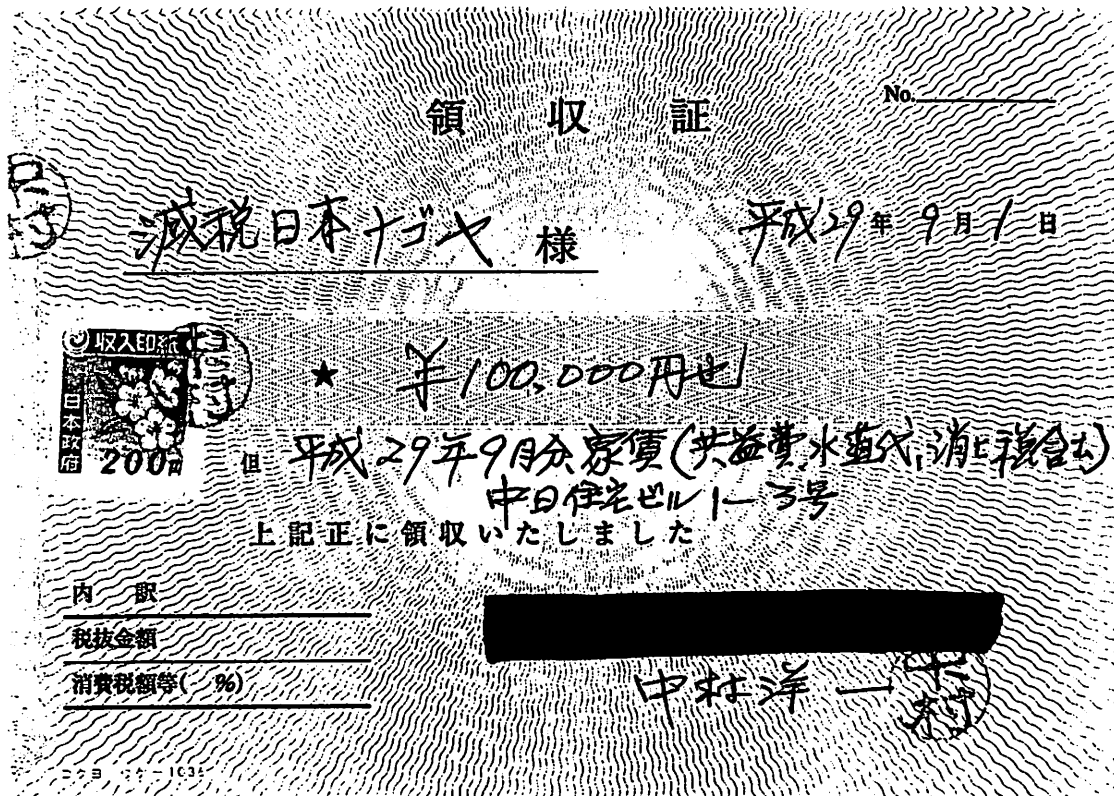 領収証
No.
減税日本ナゴヤ 様
平成29年9月1日
収入印紙
日本政府
200円
中村
★ ¥100,000円也
但 平成29年9月分家賃(共益費、水道代、消費税含む)
中日住宅ビル1-3号
上記正に領収いたしました
内訳
税抜金額
消費税額等( %)
中村洋一
中村